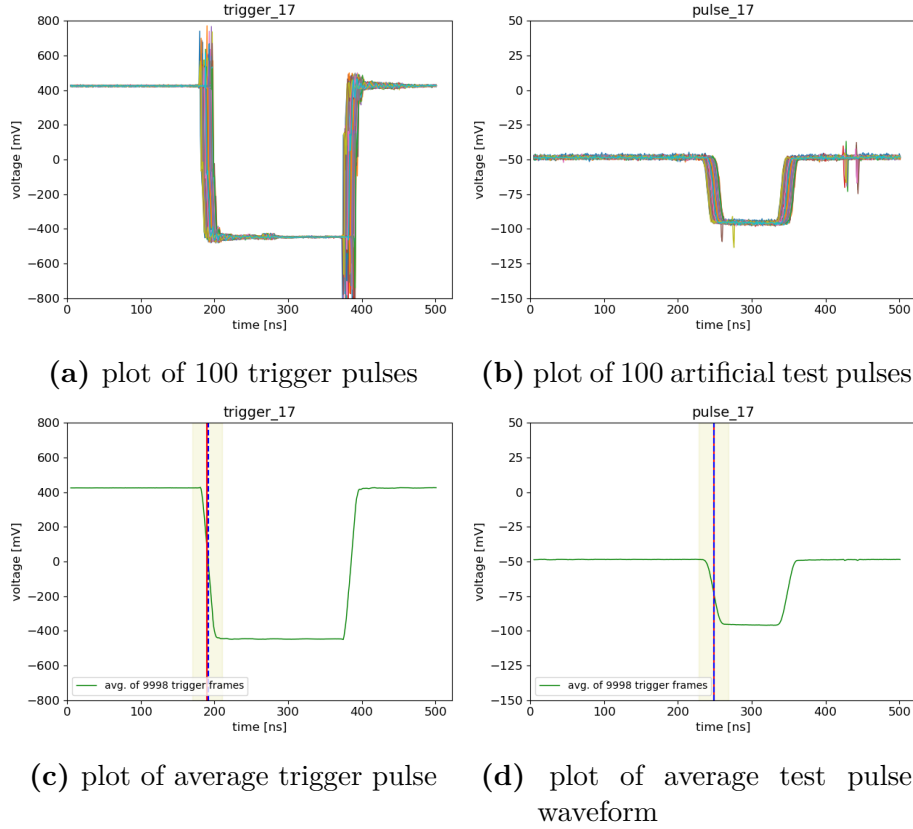 trigger_17
800
600
400
200
0
−200
−400
−600
−800
voltage [mV]
0 100 200 300 400 500
time [ns]
(a) plot of 100 trigger pulses
pulse_17
50
25
0
−25
−50
−75
−100
−125
−150
voltage [mV]
0 100 200 300 400 500
time [ns]
(b) plot of 100 artificial test pulses
trigger_17
800
600
400
200
0
−200
−400
−600
−800
voltage [mV]
avg. of 9998 trigger frames
0 100 200 300 400 500
time [ns]
(c) plot of average trigger pulse
pulse_17
50
25
0
−25
−50
−75
−100
−125
−150
voltage [mV]
avg. of 9998 trigger frames
0 100 200 300 400 500
time [ns]
(d) plot of average test pulse
waveform